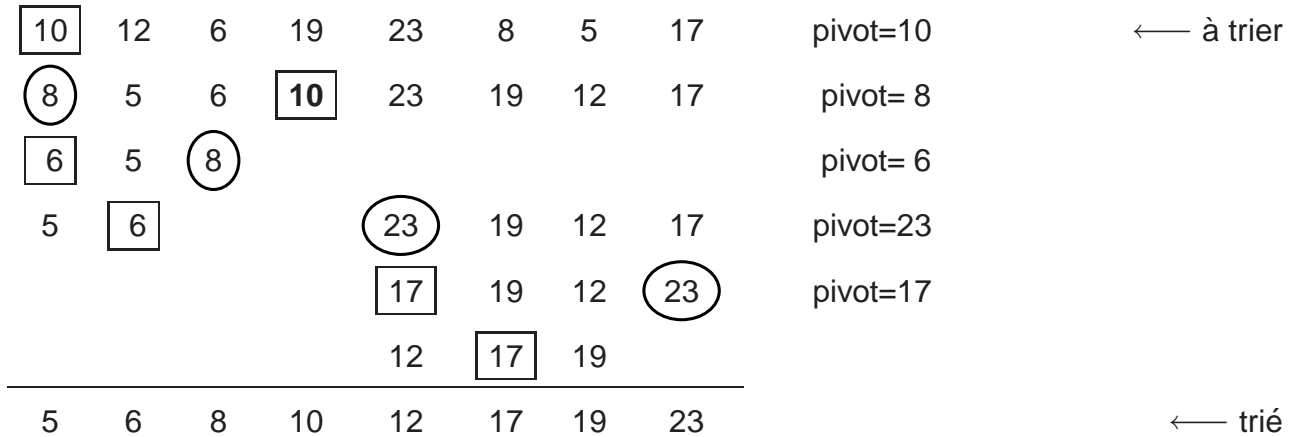 10 12 6 19 23 8 5 17 pivot=10 ⟵ à trier
8 5 6 10 23 19 12 17 pivot= 8
6 5 8 pivot= 6
5 6 23 19 12 17 pivot=23
17 19 12 23 pivot=17
12 17 19
5 6 8 10 12 17 19 23 ⟵ trié